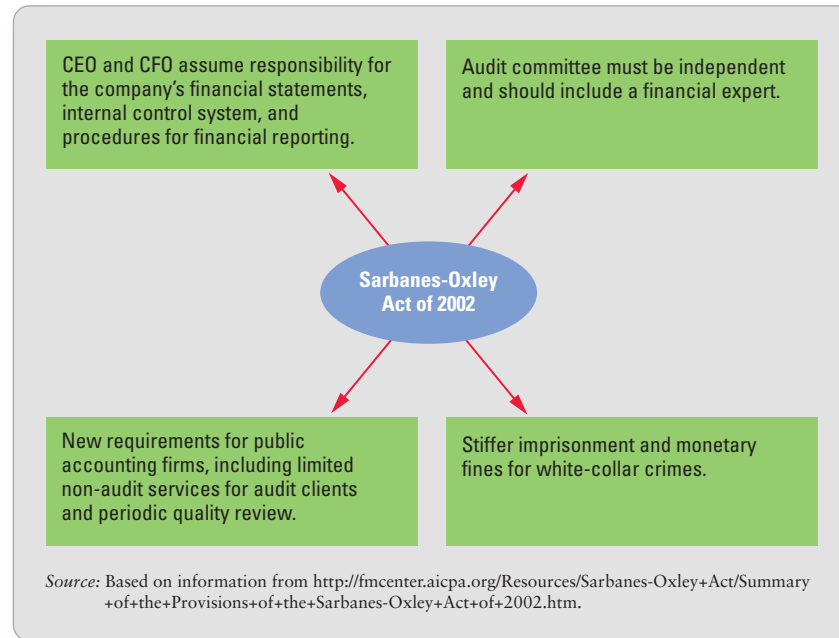 CEO and CFO assume responsibility for
the company's financial statements,
internal control system, and
procedures for financial reporting.
Audit committee must be independent
and should include a financial expert.
Sarbanes-Oxley
Act of 2002
New requirements for public
accounting firms, including limited
non-audit services for audit clients
and periodic quality review.
Stiffer imprisonment and monetary
fines for white-collar crimes.
Source: Based on information from http://fmcenter.aicpa.org/Resources/Sarbanes-Oxley+Act/Summary
+of+the+Provisions+of+the+Sarbanes-Oxley+Act+of+2002.htm.